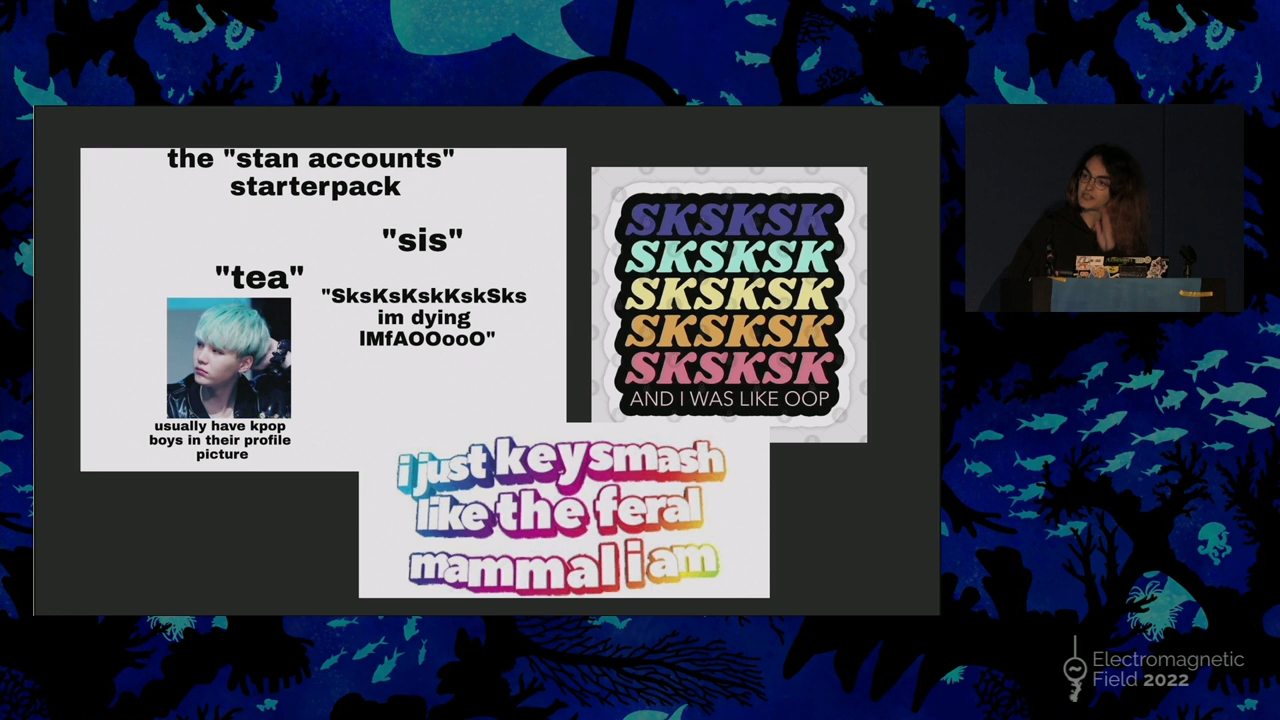 the "stan accounts"
starterpack
"sis"
"tea"
"SksKsKskKskSks
im dying
lMfAOOooO"
usually have kpop
boys in their profile
picture
SKSKSK
SKSKSK
SKSKSK
SKSKSK
SKSKSK
AND I WAS LIKE OOP
i just keysmash
like the feral
mammal i am
Electromagnetic
Field 2022